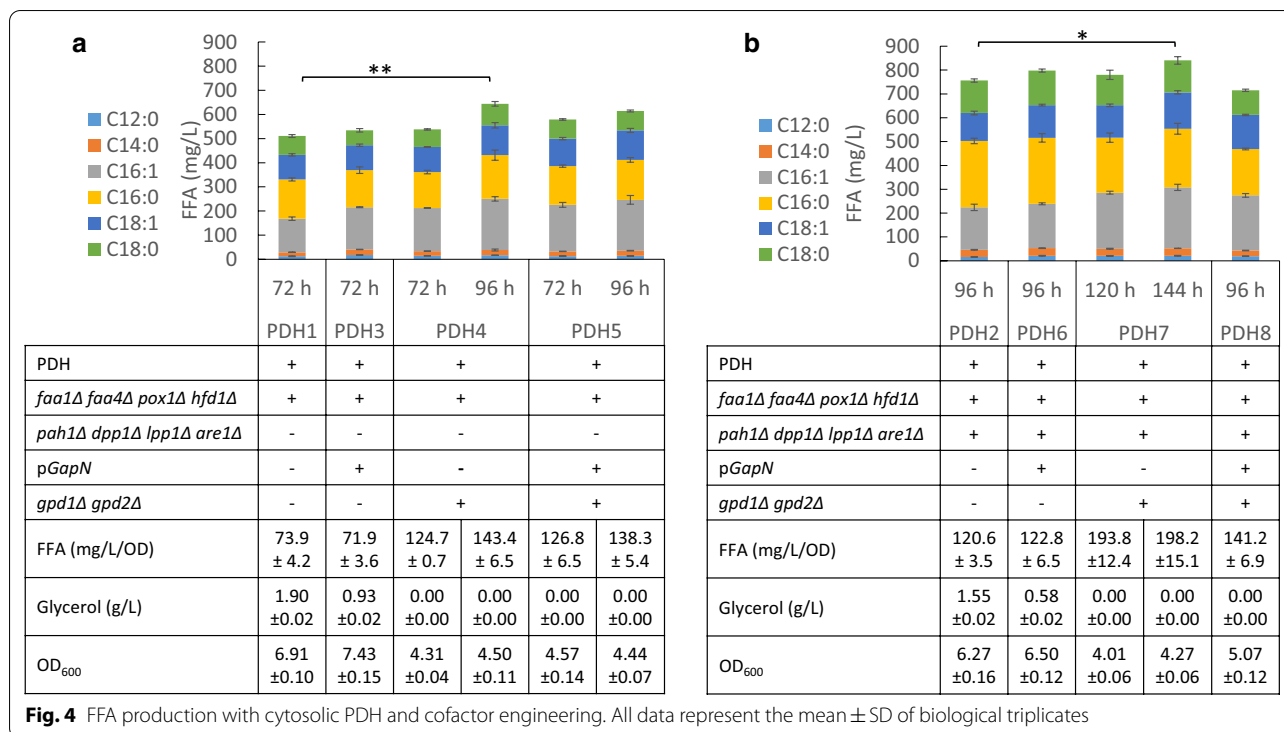 a
900
800
700
600
500
400
300
200
100
0
FFA (mg/L)
**
C12:0
C14:0
C16:1
C16:0
C18:1
C18:0
72 h 72 h 72 h 96 h 72 h 96 h
PDH1 PDH3 PDH4 PDH5
PDH + + + +
faa1Δ faa4Δ pox1Δ hfd1Δ + + + +
pah1Δ dpp1Δ lpp1Δ are1Δ - - - -
pGapN - + - +
gpd1Δ gpd2Δ - - + +
FFA (mg/L/OD) 73.9 71.9 124.7 143.4 126.8 138.3
± 4.2 ± 3.6 ± 0.7 ± 6.5 ± 6.5 ± 5.4
Glycerol (g/L) 1.90 0.93 0.00 0.00 0.00 0.00
±0.02 ±0.02 ±0.00 ±0.00 ±0.00 ±0.00
OD600 6.91 7.43 4.31 4.50 4.57 4.44
±0.10 ±0.15 ±0.04 ±0.11 ±0.14 ±0.07
b
900
800
700
600
500
400
300
200
100
0
FFA (mg/L)
*
C12:0
C14:0
C16:1
C16:0
C18:1
C18:0
96 h 96 h 120 h 144 h 96 h
PDH2 PDH6 PDH7 PDH8
PDH + + + +
faa1Δ faa4Δ pox1Δ hfd1Δ + + + +
pah1Δ dpp1Δ lpp1Δ are1Δ + + + +
pGapN - + - +
gpd1Δ gpd2Δ - - + +
FFA (mg/L/OD) 120.6 122.8 193.8 198.2 141.2
± 3.5 ± 6.5 ±12.4 ±15.1 ± 6.9
Glycerol (g/L) 1.55 0.58 0.00 0.00 0.00
±0.02 ±0.02 ±0.00 ±0.00 ±0.00
OD600 6.27 6.50 4.01 4.27 5.07
±0.16 ±0.12 ±0.06 ±0.06 ±0.12
Fig. 4 FFA production with cytosolic PDH and cofactor engineering. All data represent the mean ± SD of biological triplicates